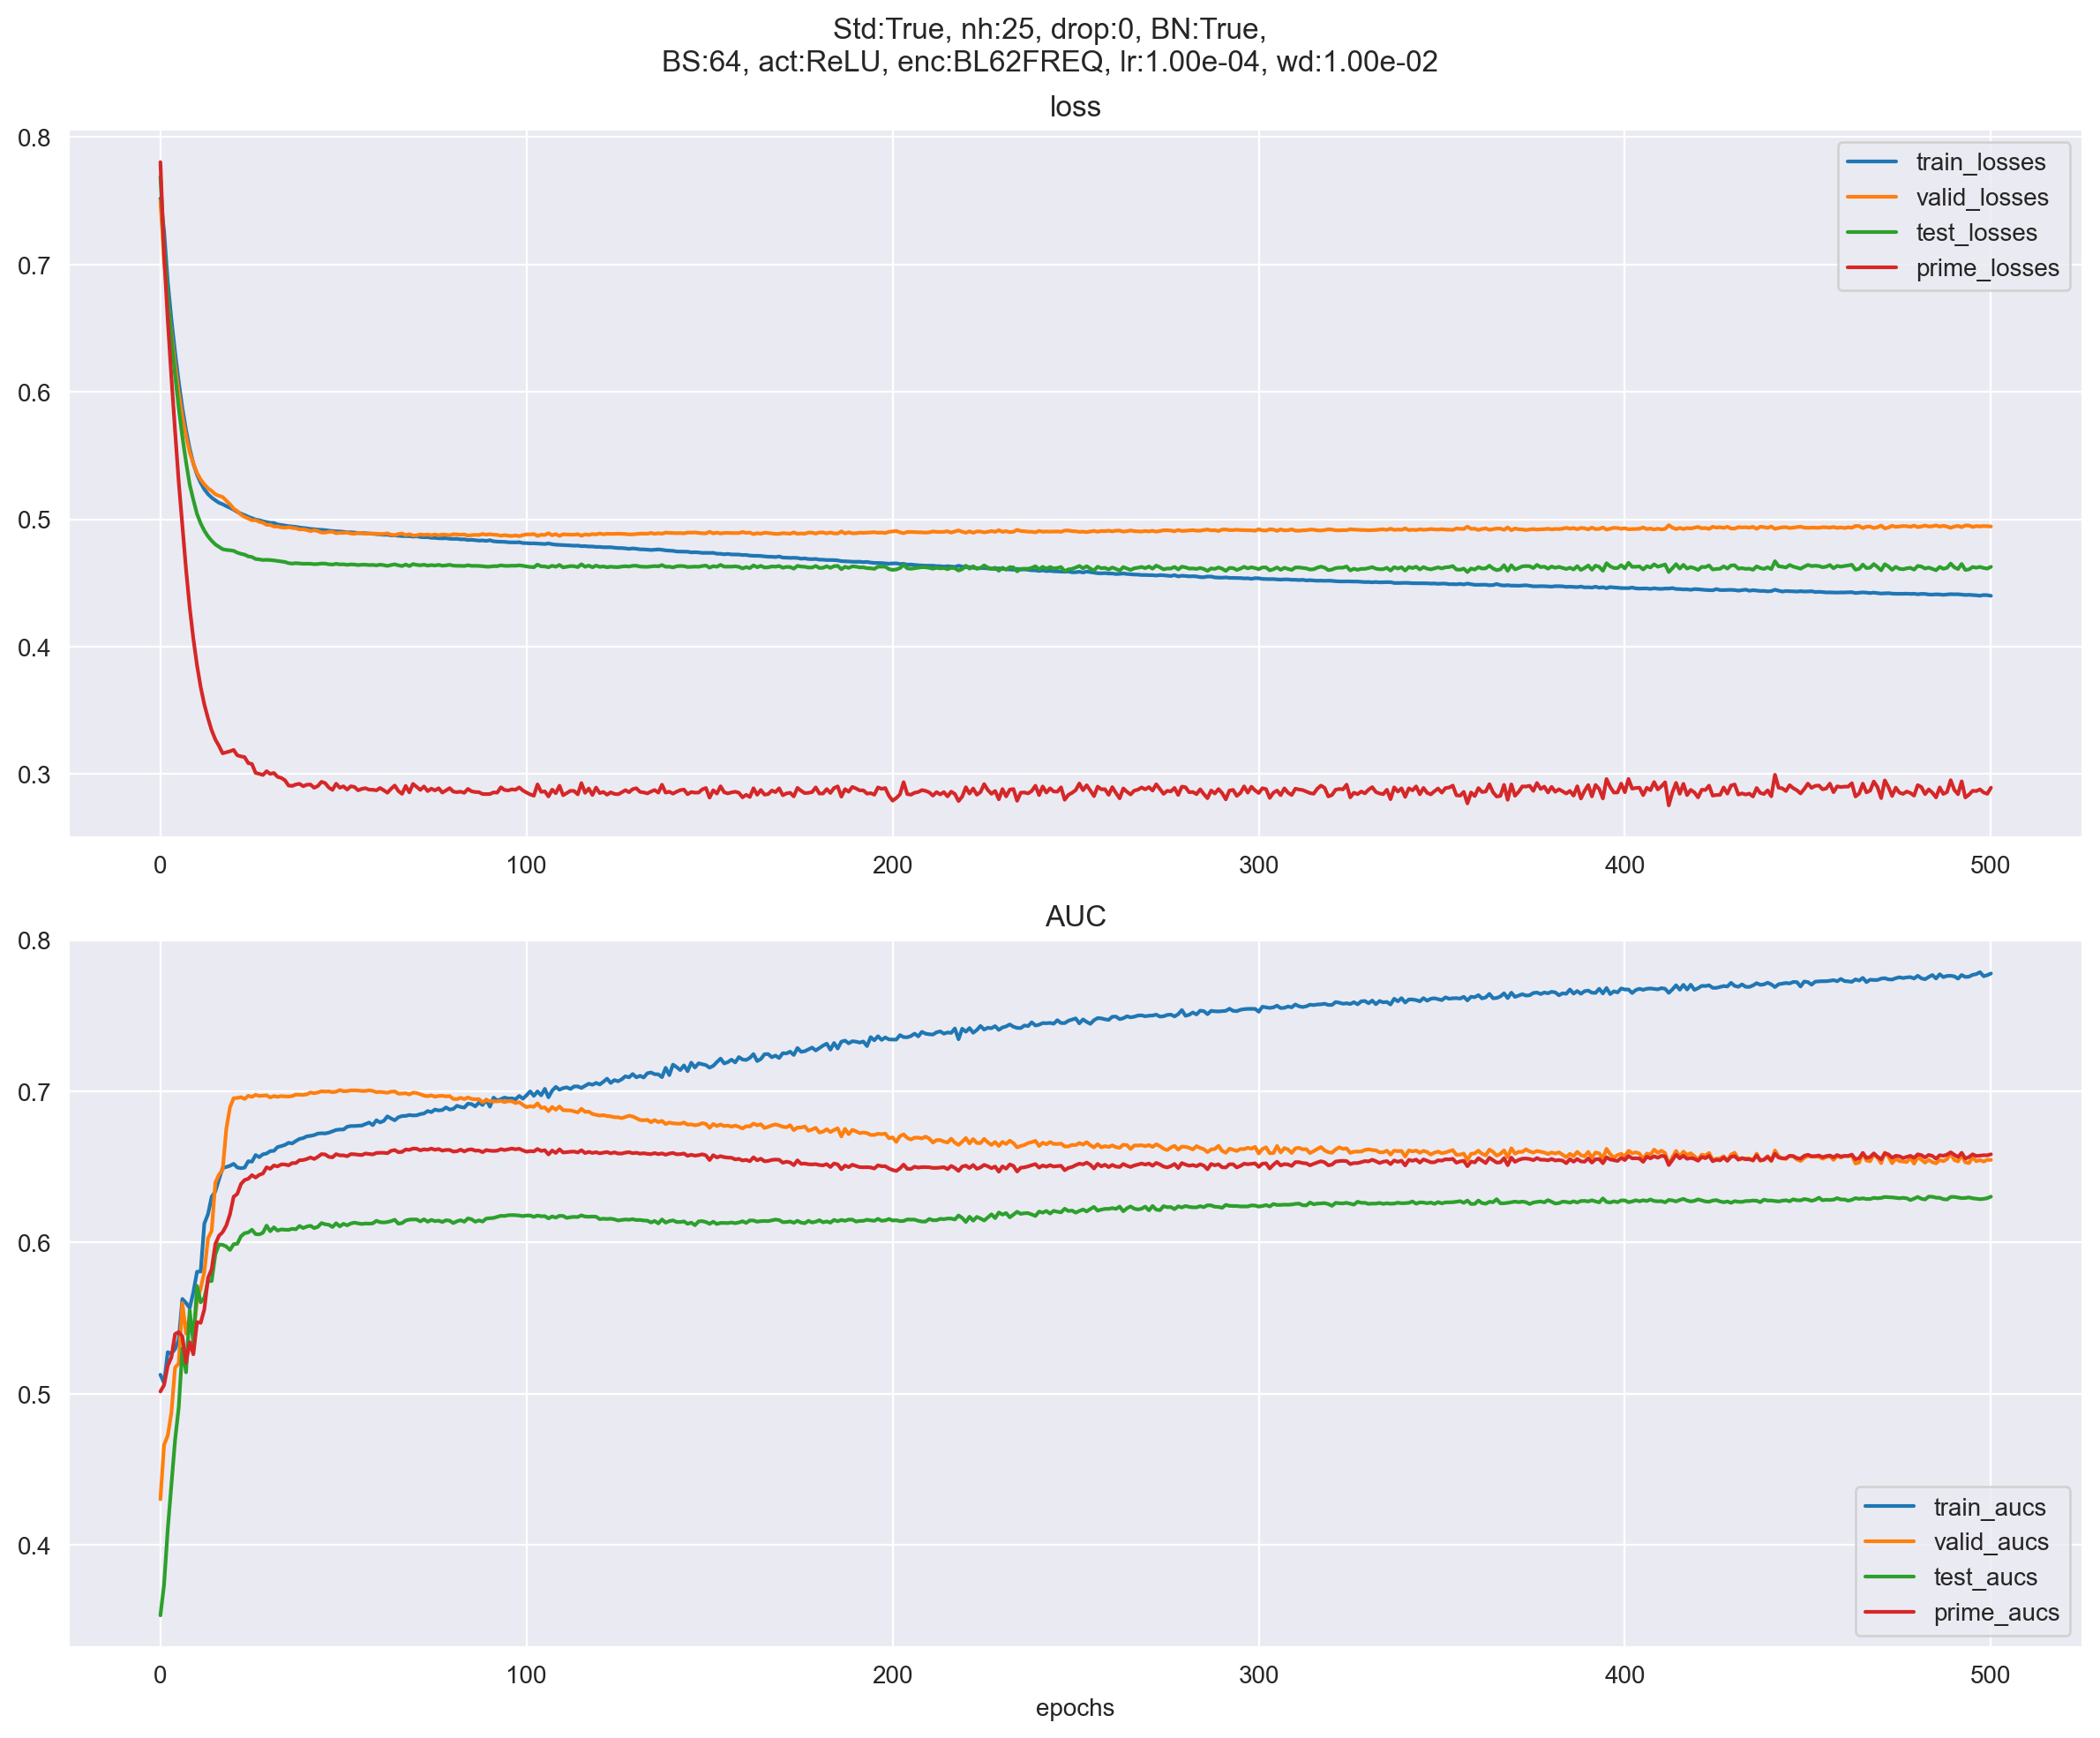 Std:True, nh:25, drop:0, BN:True,
BS:64, act:ReLU, enc:BL62FREQ, lr:1.00e-04, wd:1.00e-02
loss
0.8
0.7
0.6
0.5
0.4
0.3
train_losses
valid_losses
test_losses
prime_losses
0 100 200 300 400 500
AUC
0.8
0.7
0.6
0.5
0.4
train_aucs
valid_aucs
test_aucs
prime_aucs
0 100 200 300 400 500
epochs